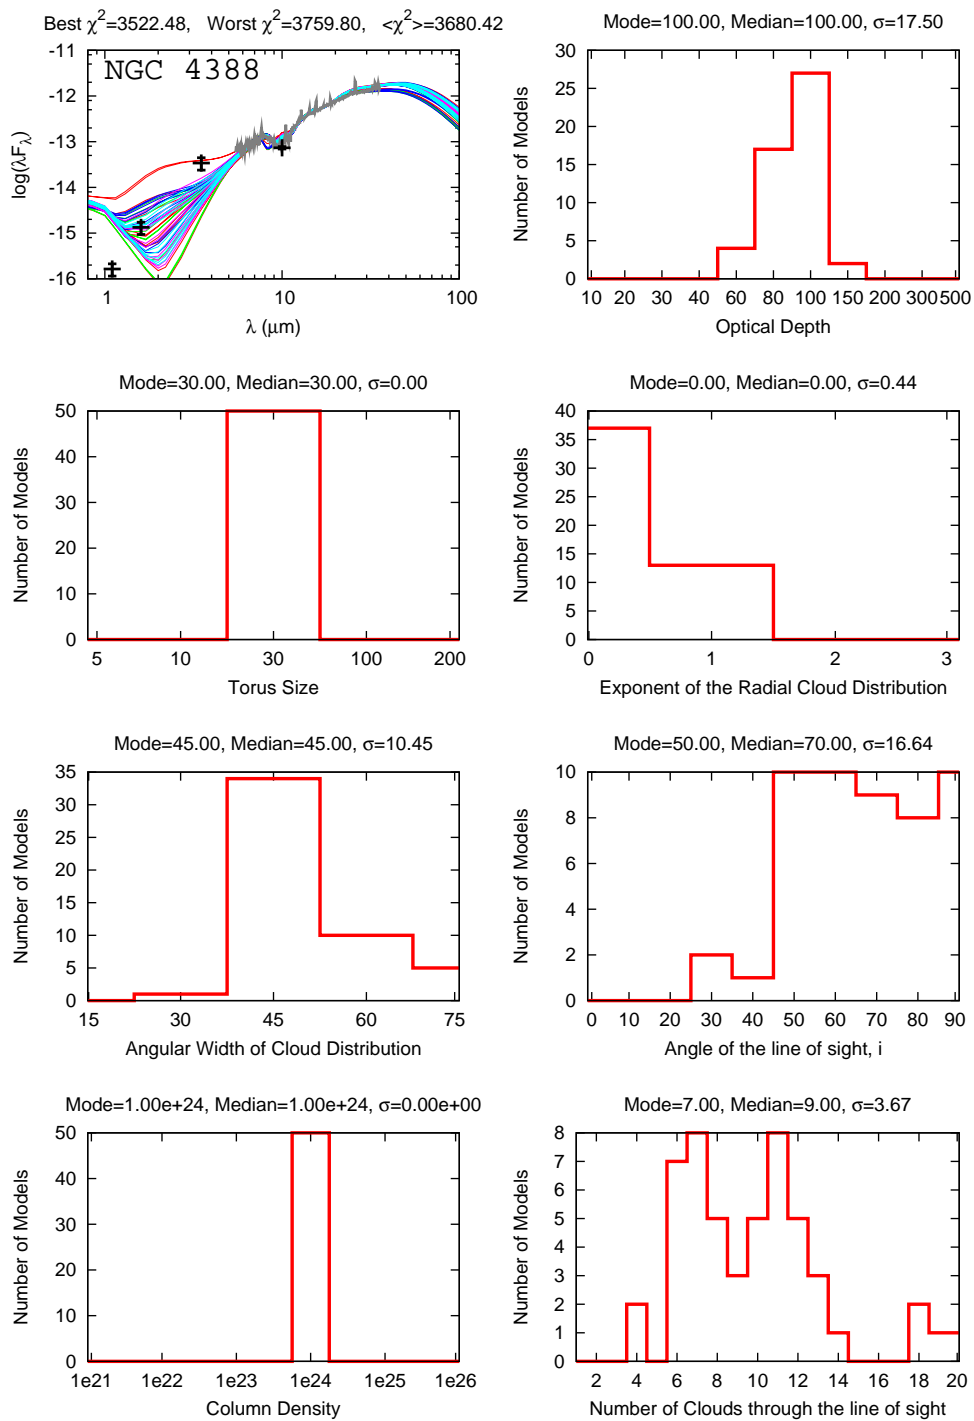 Best χ²=3522.48, Worst χ²=3759.80, <χ²>=3680.42
-11
-12
-13
-14
-15
-16
NGC 4388
log(λFλ)
1 10 100
λ (μm)
Mode=100.00, Median=100.00, σ=17.50
30
25
20
15
10
5
0
Number of Models
10 20 30 40 60 80 100 150 200 300 500
Optical Depth
Mode=30.00, Median=30.00, σ=0.00
50
40
30
20
10
0
Number of Models
5 10 30 100 200
Torus Size
Mode=0.00, Median=0.00, σ=0.44
40
35
30
25
20
15
10
5
0
Number of Models
0 1 2 3
Exponent of the Radial Cloud Distribution
Mode=45.00, Median=45.00, σ=10.45
35
30
25
20
15
10
5
0
Number of Models
15 30 45 60 75
Angular Width of Cloud Distribution
Mode=50.00, Median=70.00, σ=16.64
10
8
6
4
2
0
Number of Models
0 10 20 30 40 50 60 70 80 90
Angle of the line of sight, i
Mode=1.00e+24, Median=1.00e+24, σ=0.00e+00
50
40
30
20
10
0
Number of Models
1e21 1e22 1e23 1e24 1e25 1e26
Column Density
Mode=7.00, Median=9.00, σ=3.67
8
7
6
5
4
3
2
1
0
Number of Models
2 4 6 8 10 12 14 16 18 20
Number of Clouds through the line of sight